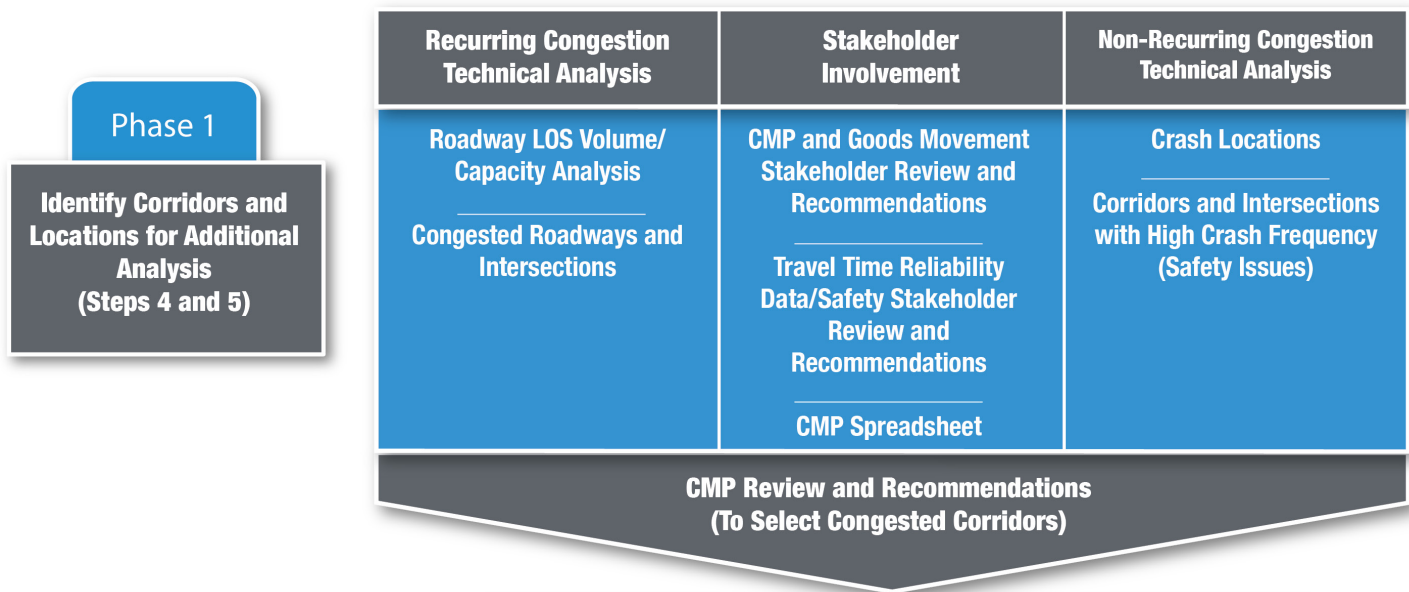 Phase 1
Identify Corridors and
Locations for Additional
Analysis
(Steps 4 and 5)
Recurring Congestion
Technical Analysis
Roadway LOS Volume/
Capacity Analysis
Congested Roadways and
Intersections
Stakeholder
Involvement
CMP and Goods Movement
Stakeholder Review and
Recommendations
Travel Time Reliability
Data/Safety Stakeholder
Review and
Recommendations
CMP Spreadsheet
Non-Recurring Congestion
Technical Analysis
Crash Locations
Corridors and Intersections
with High Crash Frequency
(Safety Issues)
CMP Review and Recommendations
(To Select Congested Corridors)